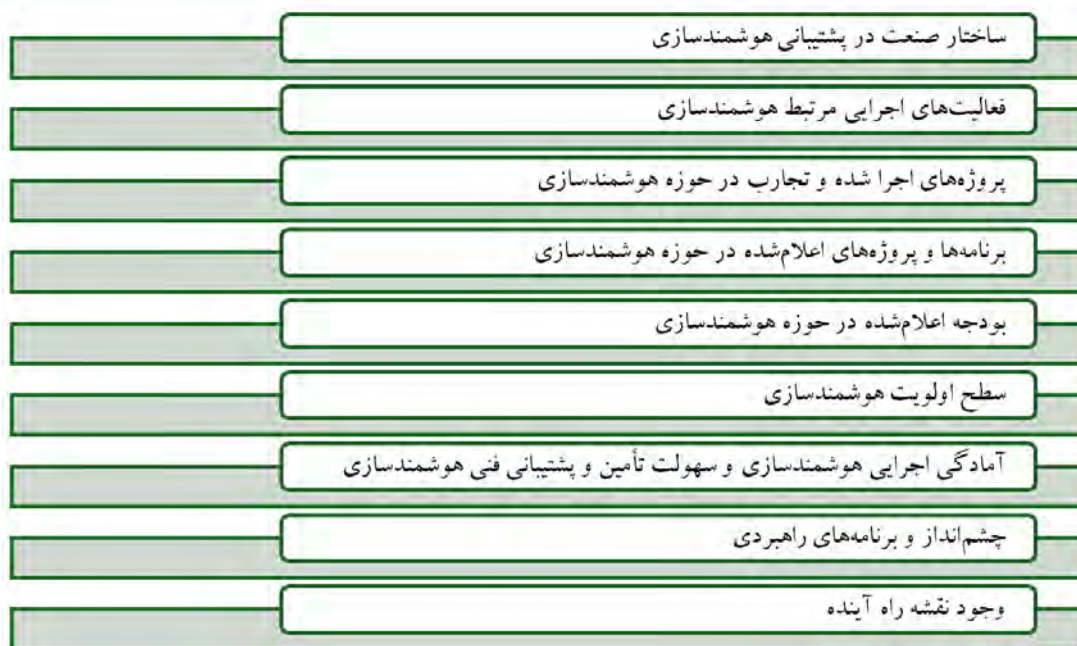 ساختار صنعت در پشتیبانی هوشمندسازی
فعالیت‌های اجرایی مرتبط هوشمندسازی
پروژه‌های اجرا شده و تجارب در حوزه هوشمندسازی
برنامه‌ها و پروژه‌های اعلام‌شده در حوزه هوشمندسازی
بودجه اعلام‌شده در حوزه هوشمندسازی
سطح اولویت هوشمندسازی
آمادگی اجرایی هوشمندسازی و سهولت تأمین و پشتیبانی فنی هوشمندسازی
چشم‌انداز و برنامه‌های راهبردی
وجود نقشه راه آینده